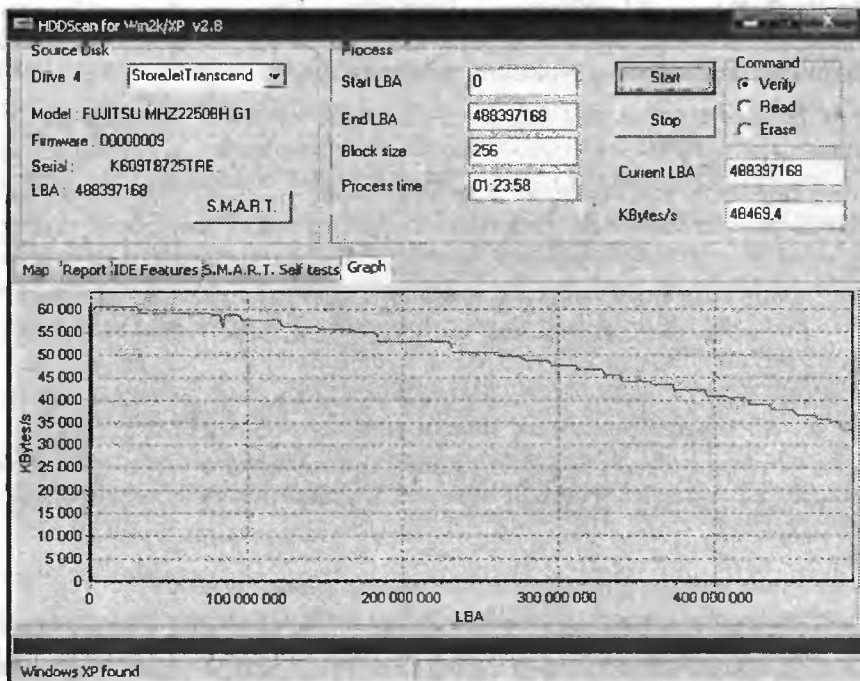 HDDScan for Win2k/XP v2.8
Source Disk
Drive 4 StoreJetTranscend
Model : FUJITSU MHZ2250BH G1
Firmware : 00000009
Serial : K609T8725TRE
LBA : 488397168
S.M.A.R.T.
Process
Start LBA 0
End LBA 488397168
Block size 256
Process time 01:23:58
Start
Stop
Command
Verify
Read
Erase
Current LBA 488397168
KBytes/s 48469,4
Map Report IDE Features S.M.A.R.T. Self tests Graph
KBytes/s
60 000
55 000
50 000
45 000
40 000
35 000
30 000
25 000
20 000
15 000
10 000
5 000
0
0 100 000 000 200 000 000 300 000 000 400 000 000
LBA
Windows XP found